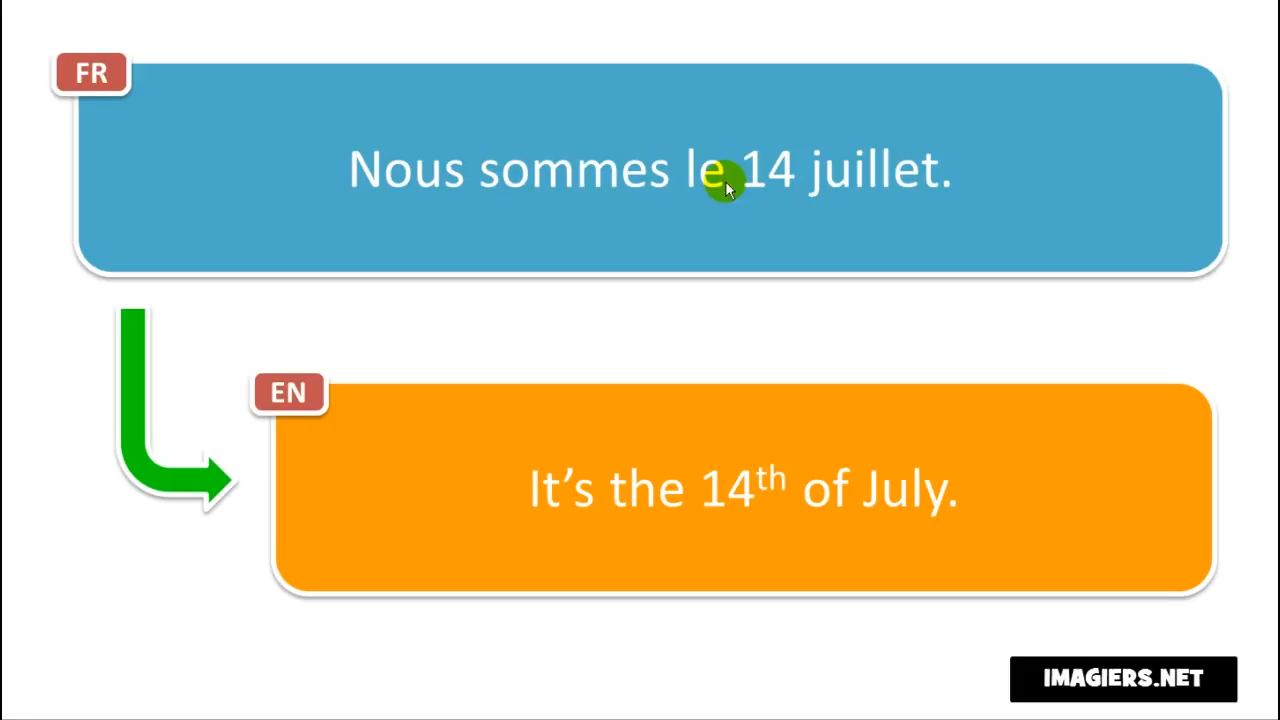 FR
Nous sommes le 14 juillet.
EN
It’s the 14th of July.
IMAGIERS.NET